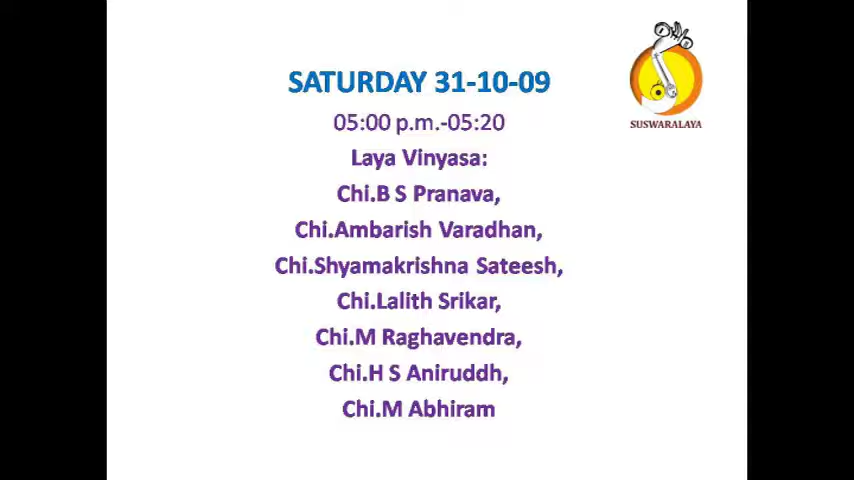 SATURDAY 31-10-09
SUSWARALAYA
05:00 p.m.-05:20
Laya Vinyasa:
Chi.B S Pranava,
Chi.Ambarish Varadhan,
Chi.Shyamakrishna Sateesh,
Chi.Lalith Srikar,
Chi.M Raghavendra,
Chi.H S Aniruddh,
Chi.M Abhiram